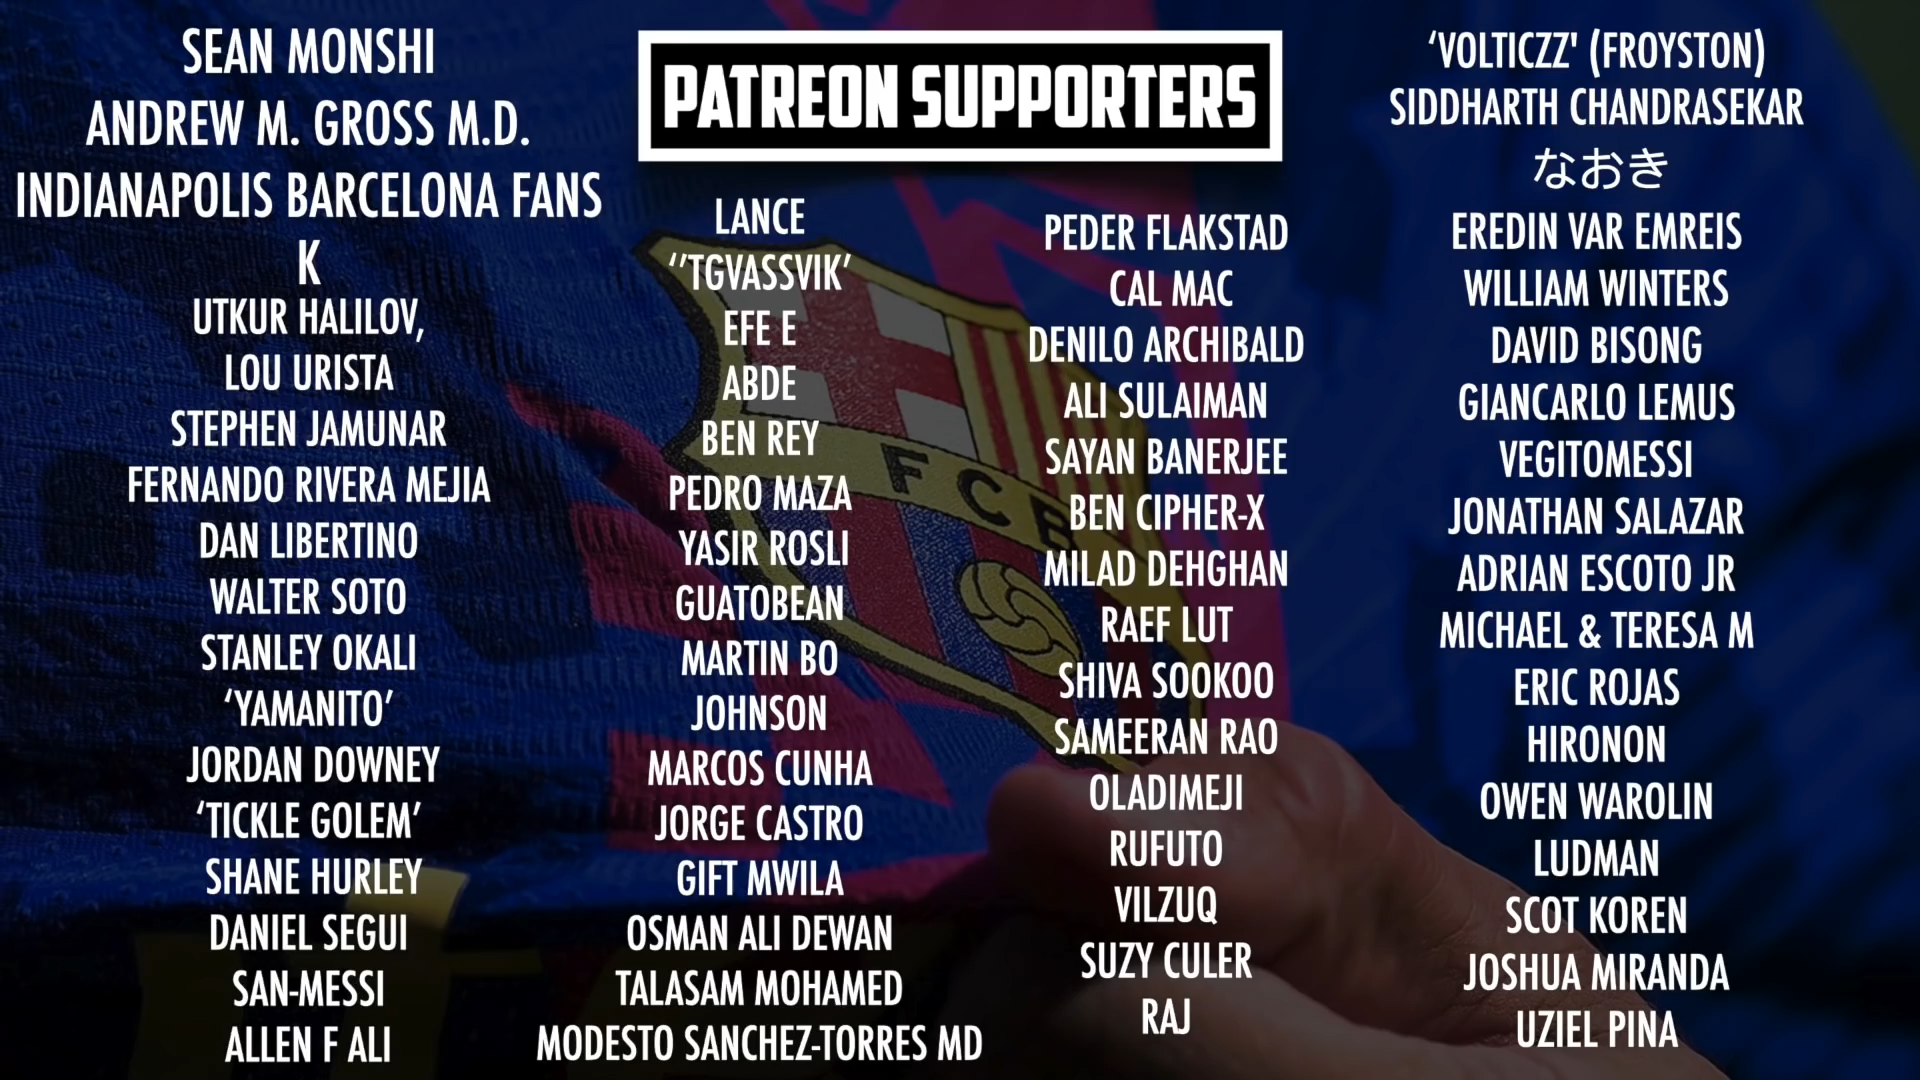 PATREON SUPPORTERS
SEAN MONSHI
ANDREW M. GROSS M.D.
INDIANAPOLIS BARCELONA FANS
K
UTKUR HALILOV,
LOU URISTA
STEPHEN JAMUNAR
FERNANDO RIVERA MEJIA
DAN LIBERTINO
WALTER SOTO
STANLEY OKALI
‘YAMANITO’
JORDAN DOWNEY
‘TICKLE GOLEM’
SHANE HURLEY
DANIEL SEGUI
SAN-MESSI
ALLEN F ALI
LANCE
‘’TGVASSVIK’
EFE E
ABDE
BEN REY
PEDRO MAZA
YASIR ROSLI
GUATOBEAN
MARTIN BO
JOHNSON
MARCOS CUNHA
JORGE CASTRO
GIFT MWILA
OSMAN ALI DEWAN
TALASAM MOHAMED
MODESTO SANCHEZ-TORRES MD
PEDER FLAKSTAD
CAL MAC
DENILO ARCHIBALD
ALI SULAIMAN
SAYAN BANERJEE
BEN CIPHER-X
MILAD DEHGHAN
RAEF LUT
SHIVA SOOKOO
SAMEERAN RAO
OLADIMEJI
RUFUTO
VILZUQ
SUZY CULER
RAJ
‘VOLTICZZ' (FROYSTON)
SIDDHARTH CHANDRASEKAR
なおき
EREDIN VAR EMREIS
WILLIAM WINTERS
DAVID BISONG
GIANCARLO LEMUS
VEGITOMESSI
JONATHAN SALAZAR
ADRIAN ESCOTO JR
MICHAEL & TERESA M
ERIC ROJAS
HIRONON
OWEN WAROLIN
LUDMAN
SCOT KOREN
JOSHUA MIRANDA
UZIEL PINA
FCB